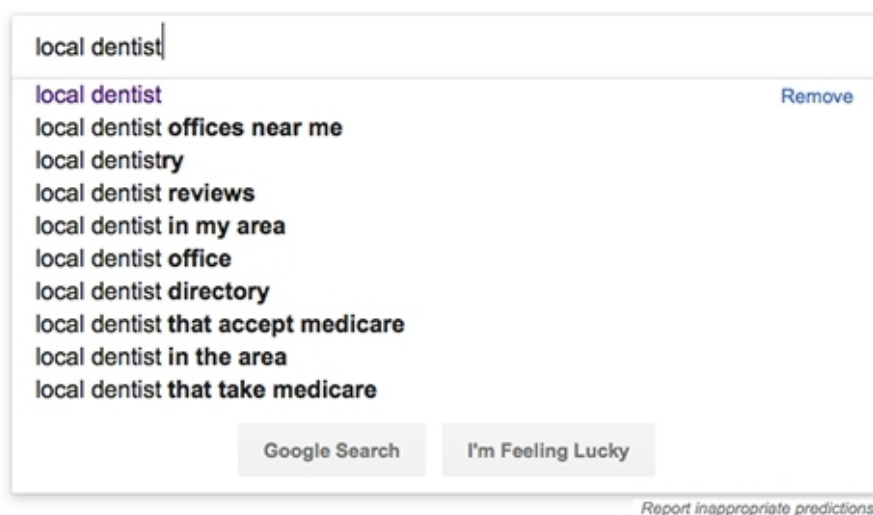 local dentist
local dentist Remove
local dentist offices near me
local dentistry
local dentist reviews
local dentist in my area
local dentist office
local dentist directory
local dentist that accept medicare
local dentist in the area
local dentist that take medicare
Google Search I'm Feeling Lucky
Report inappropriate predictions